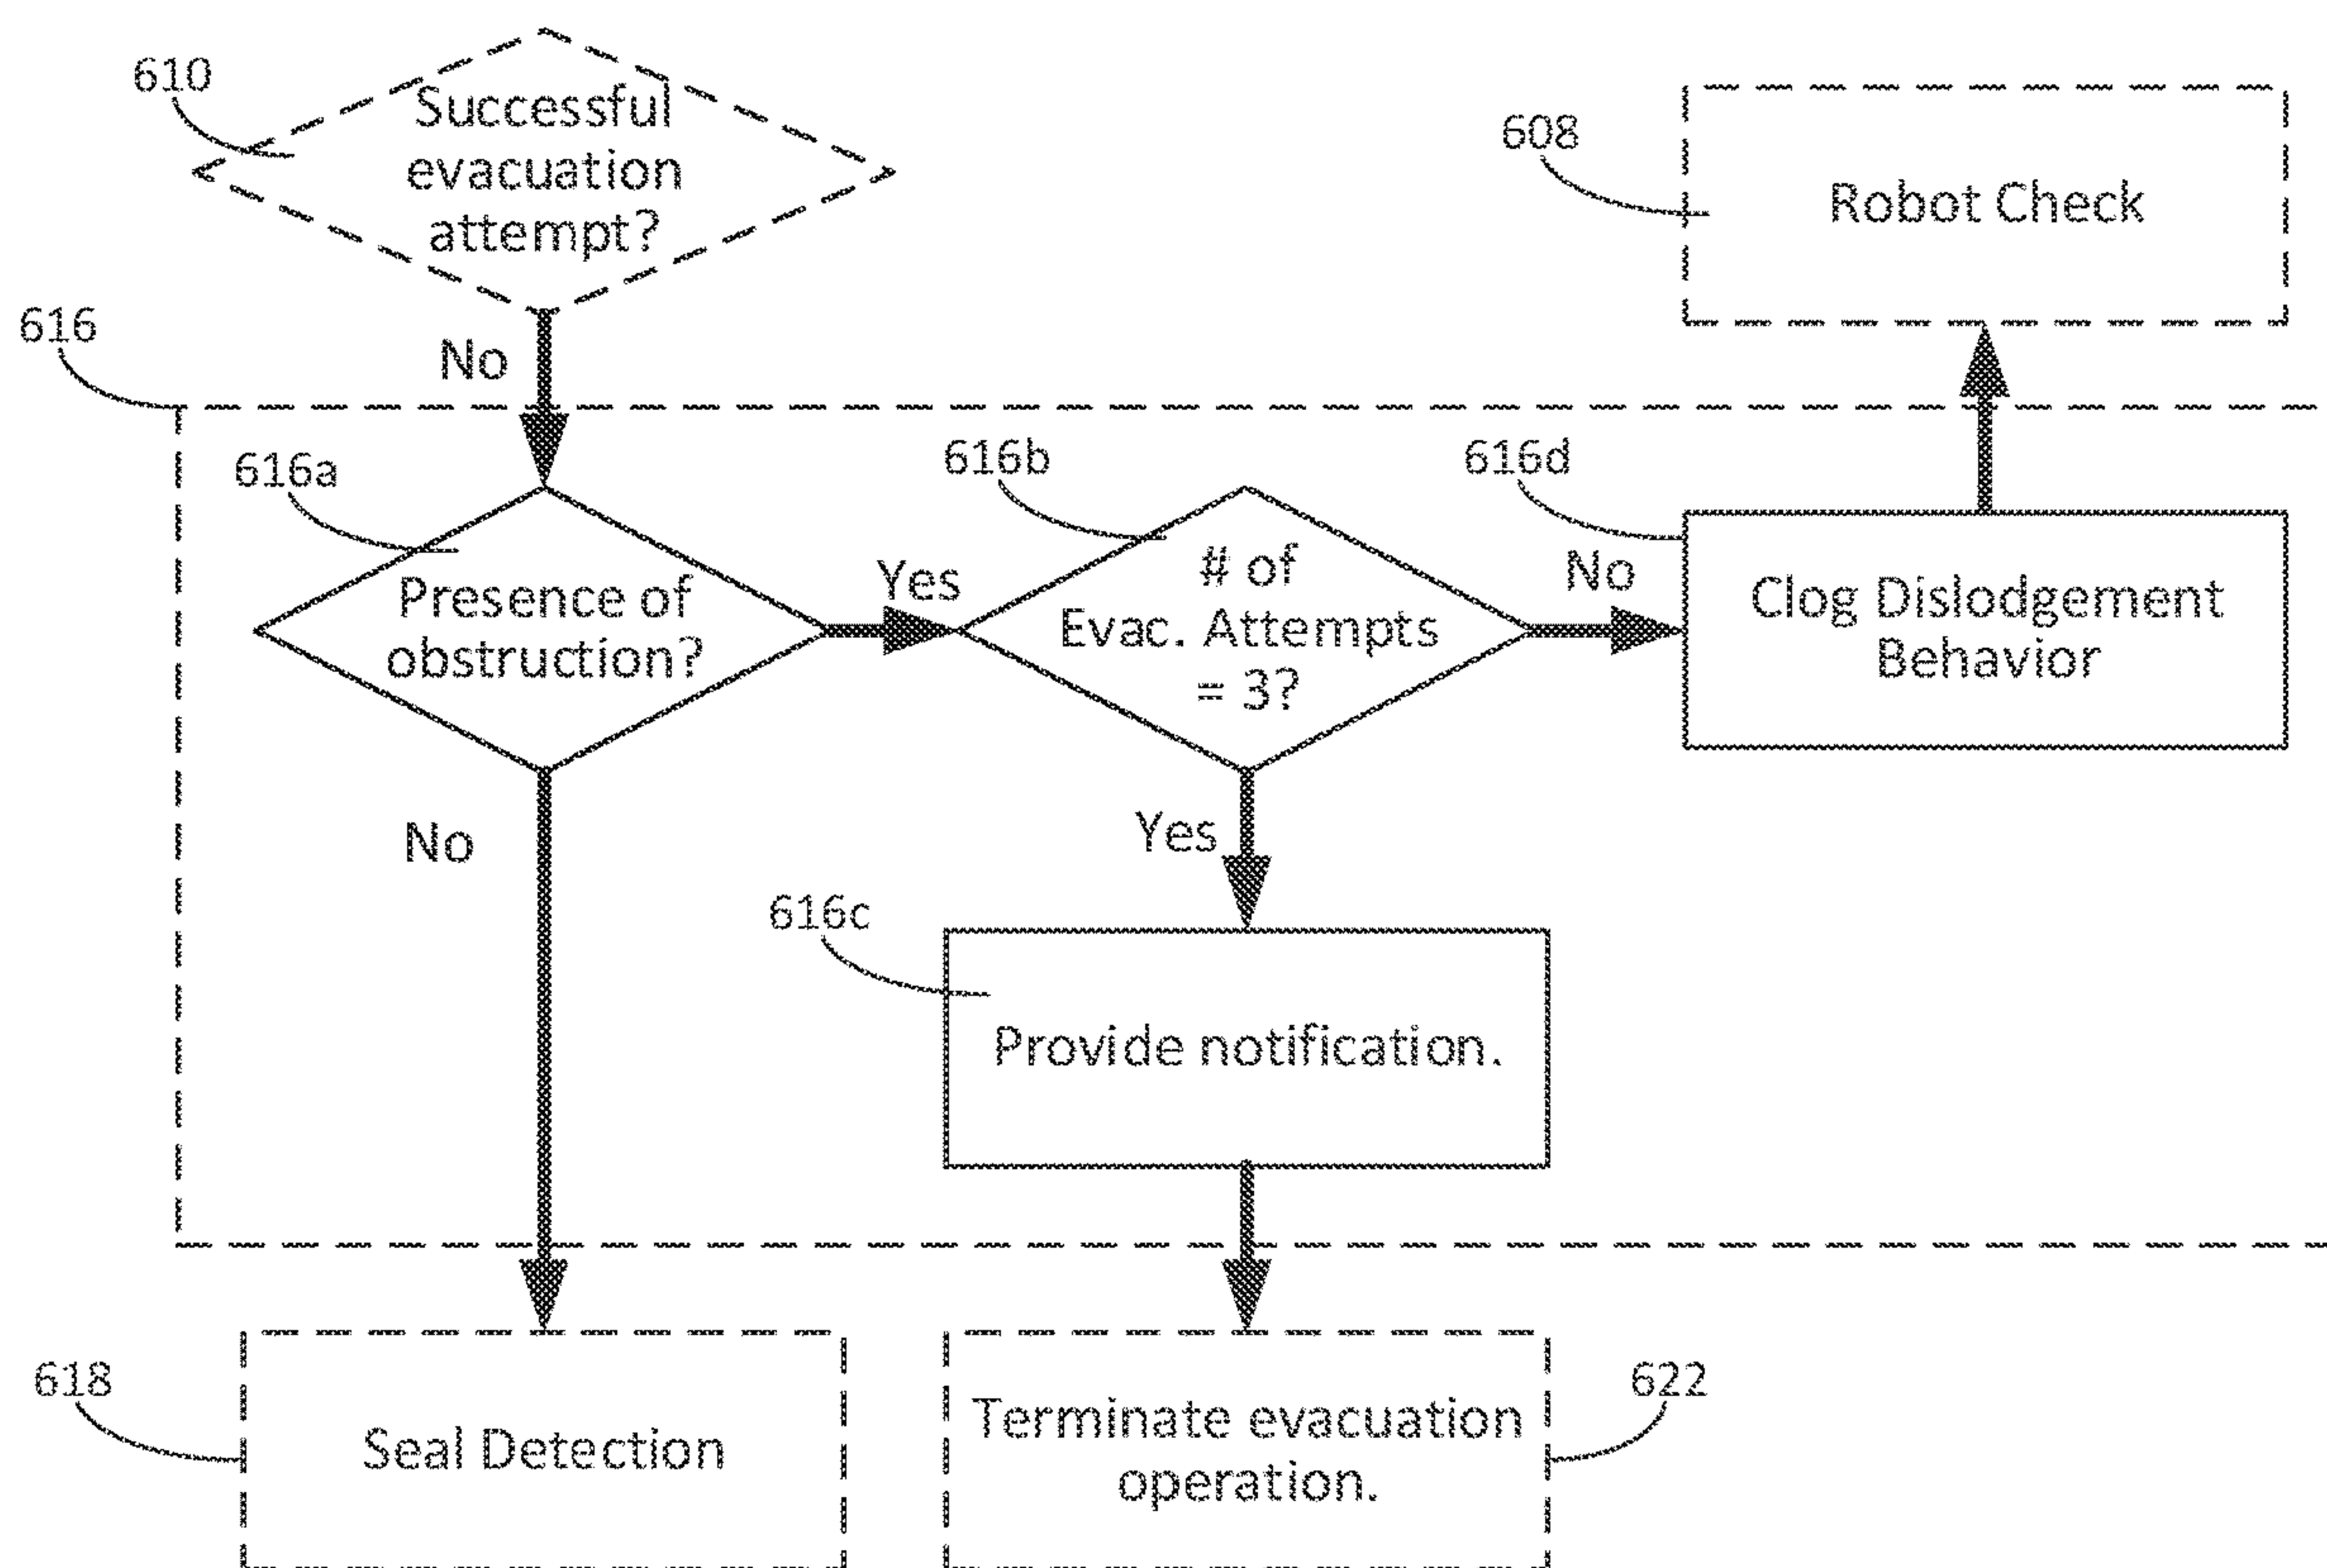 610
Successful
evacuation
attempt?
608
Robot Check
616
No
616a
Presence of
obstruction?
Yes
616b
# of
Evac. Attempts
= 3?
No
616d
Clog Dislodgement
Behavior
No
Yes
616c
Provide notification.
618
Seal Detection
Terminate evacuation
operation.
622